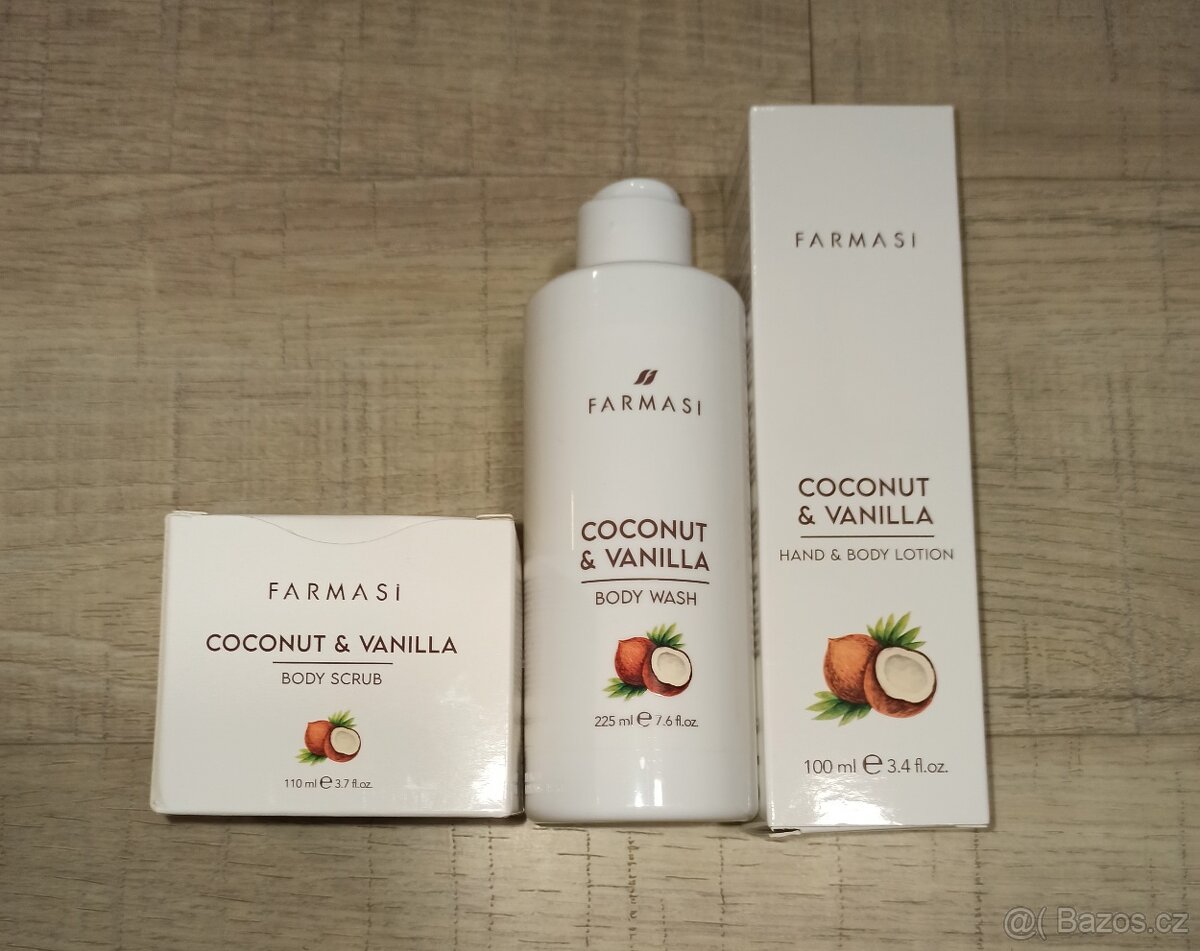 FARMASi
COCONUT & VANILLA
BODY SCRUB
110 ml ℮ 3.7 fl.oz.
FARMASi
COCONUT
& VANILLA
BODY WASH
225 ml ℮ 7.6 fl.oz.
FARMASi
COCONUT
& VANILLA
HAND & BODY LOTION
100 ml ℮ 3.4 fl.oz.
@( Bazos.cz